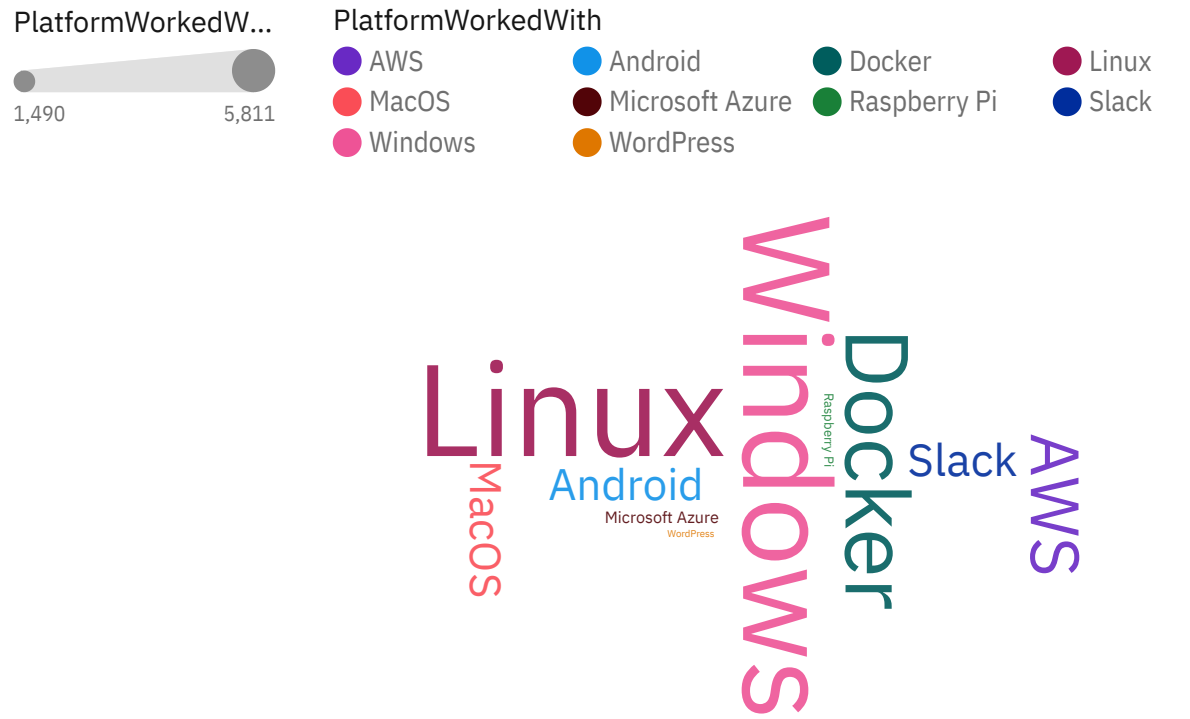 PlatformWorkedW...
1,490 5,811
PlatformWorkedWith
AWS Android Docker Linux
MacOS Microsoft Azure Raspberry Pi Slack
Windows WordPress
Windows
Linux
Docker
Raspberry Pi
Slack
AWS
MacOS
Android
Microsoft Azure
WordPress